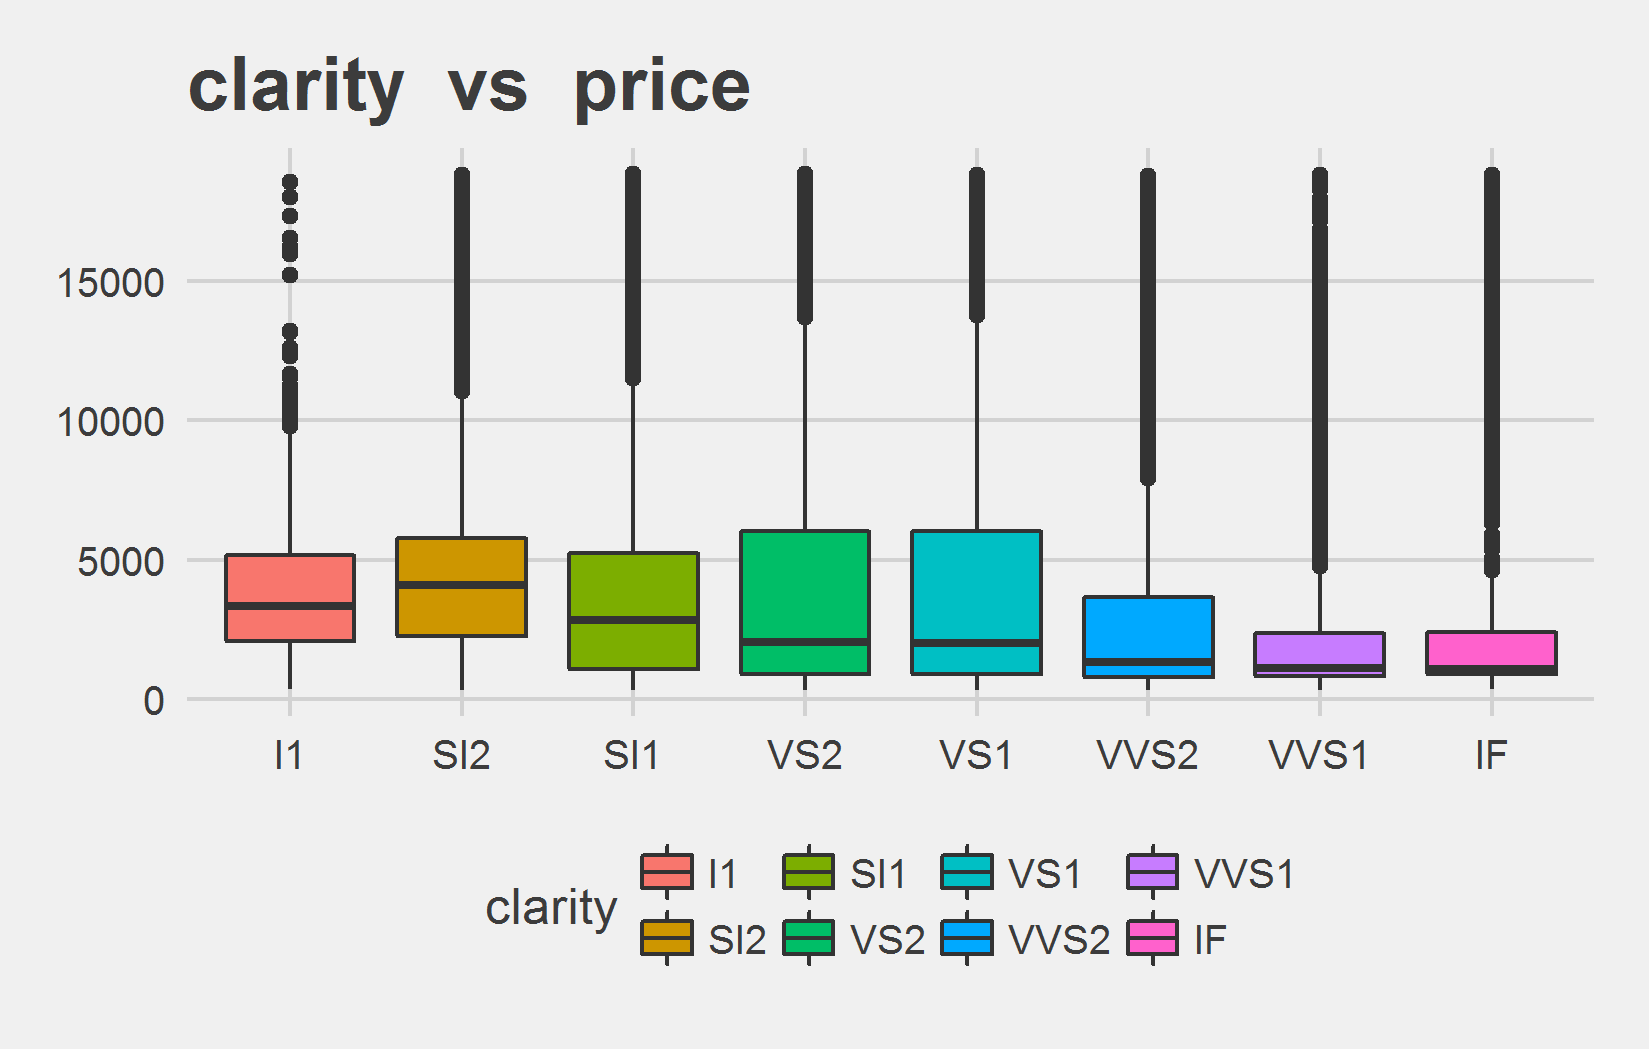 clarity vs price
15000
10000
5000
0
I1 SI2 SI1 VS2 VS1 VVS2 VVS1 IF
clarity
I1 SI1 VS1 VVS1
SI2 VS2 VVS2 IF